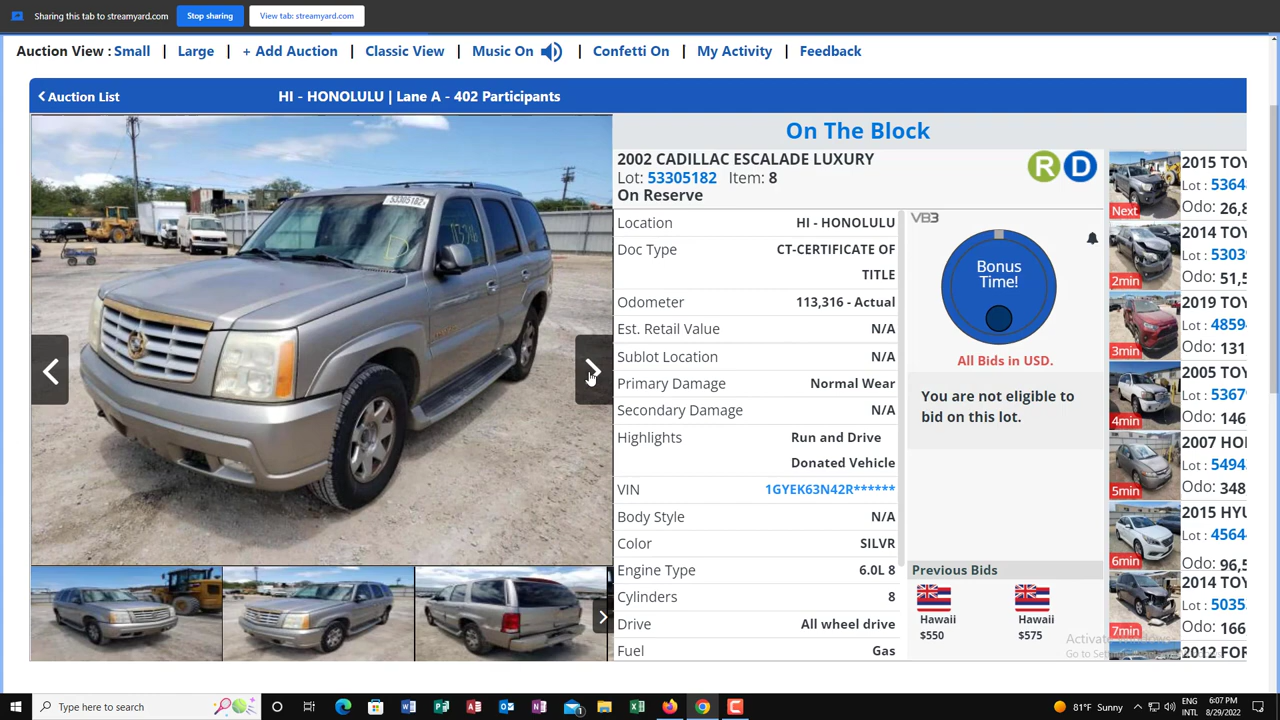 Sharing this tab to streamyard.com
Stop sharing
View tab: streamyard.com
Auction View : Small | Large | + Add Auction | Classic View | Music On | Confetti On | My Activity | Feedback
Auction List
HI - HONOLULU | Lane A - 402 Participants
On The Block
2002 CADILLAC ESCALADE LUXURY
Lot: 53305182 Item: 8
On Reserve
R D
Location HI - HONOLULU
Doc Type CT-CERTIFICATE OF
TITLE
Odometer 113,316 - Actual
Est. Retail Value N/A
Sublot Location N/A
Primary Damage Normal Wear
Secondary Damage N/A
Highlights Run and Drive
Donated Vehicle
VIN 1GYEK63N42R******
Body Style N/A
Color SILVR
Engine Type 6.0L 8
Cylinders 8
Drive All wheel drive
Fuel Gas
53305182
D
VB3
Bonus
Time!
All Bids in USD.
You are not eligible to
bid on this lot.
Previous Bids
Hawaii
$550
Hawaii
$575
Next
2015 TOY
Lot : 5364
Odo: 26,8
2min
2014 TOY
Lot : 5303
Odo: 51,5
3min
2019 TOY
Lot : 4859
Odo: 131
4min
2005 TOY
Lot : 5367
Odo: 146
5min
2007 HO
Lot : 5494
Odo: 348
6min
2015 HYU
Lot : 4564
Odo: 96,5
7min
2014 TOY
Lot : 5035
Odo: 166
2012 FOR
Type here to search
81°F Sunny
ENG
INTL
6:07 PM
8/29/2022